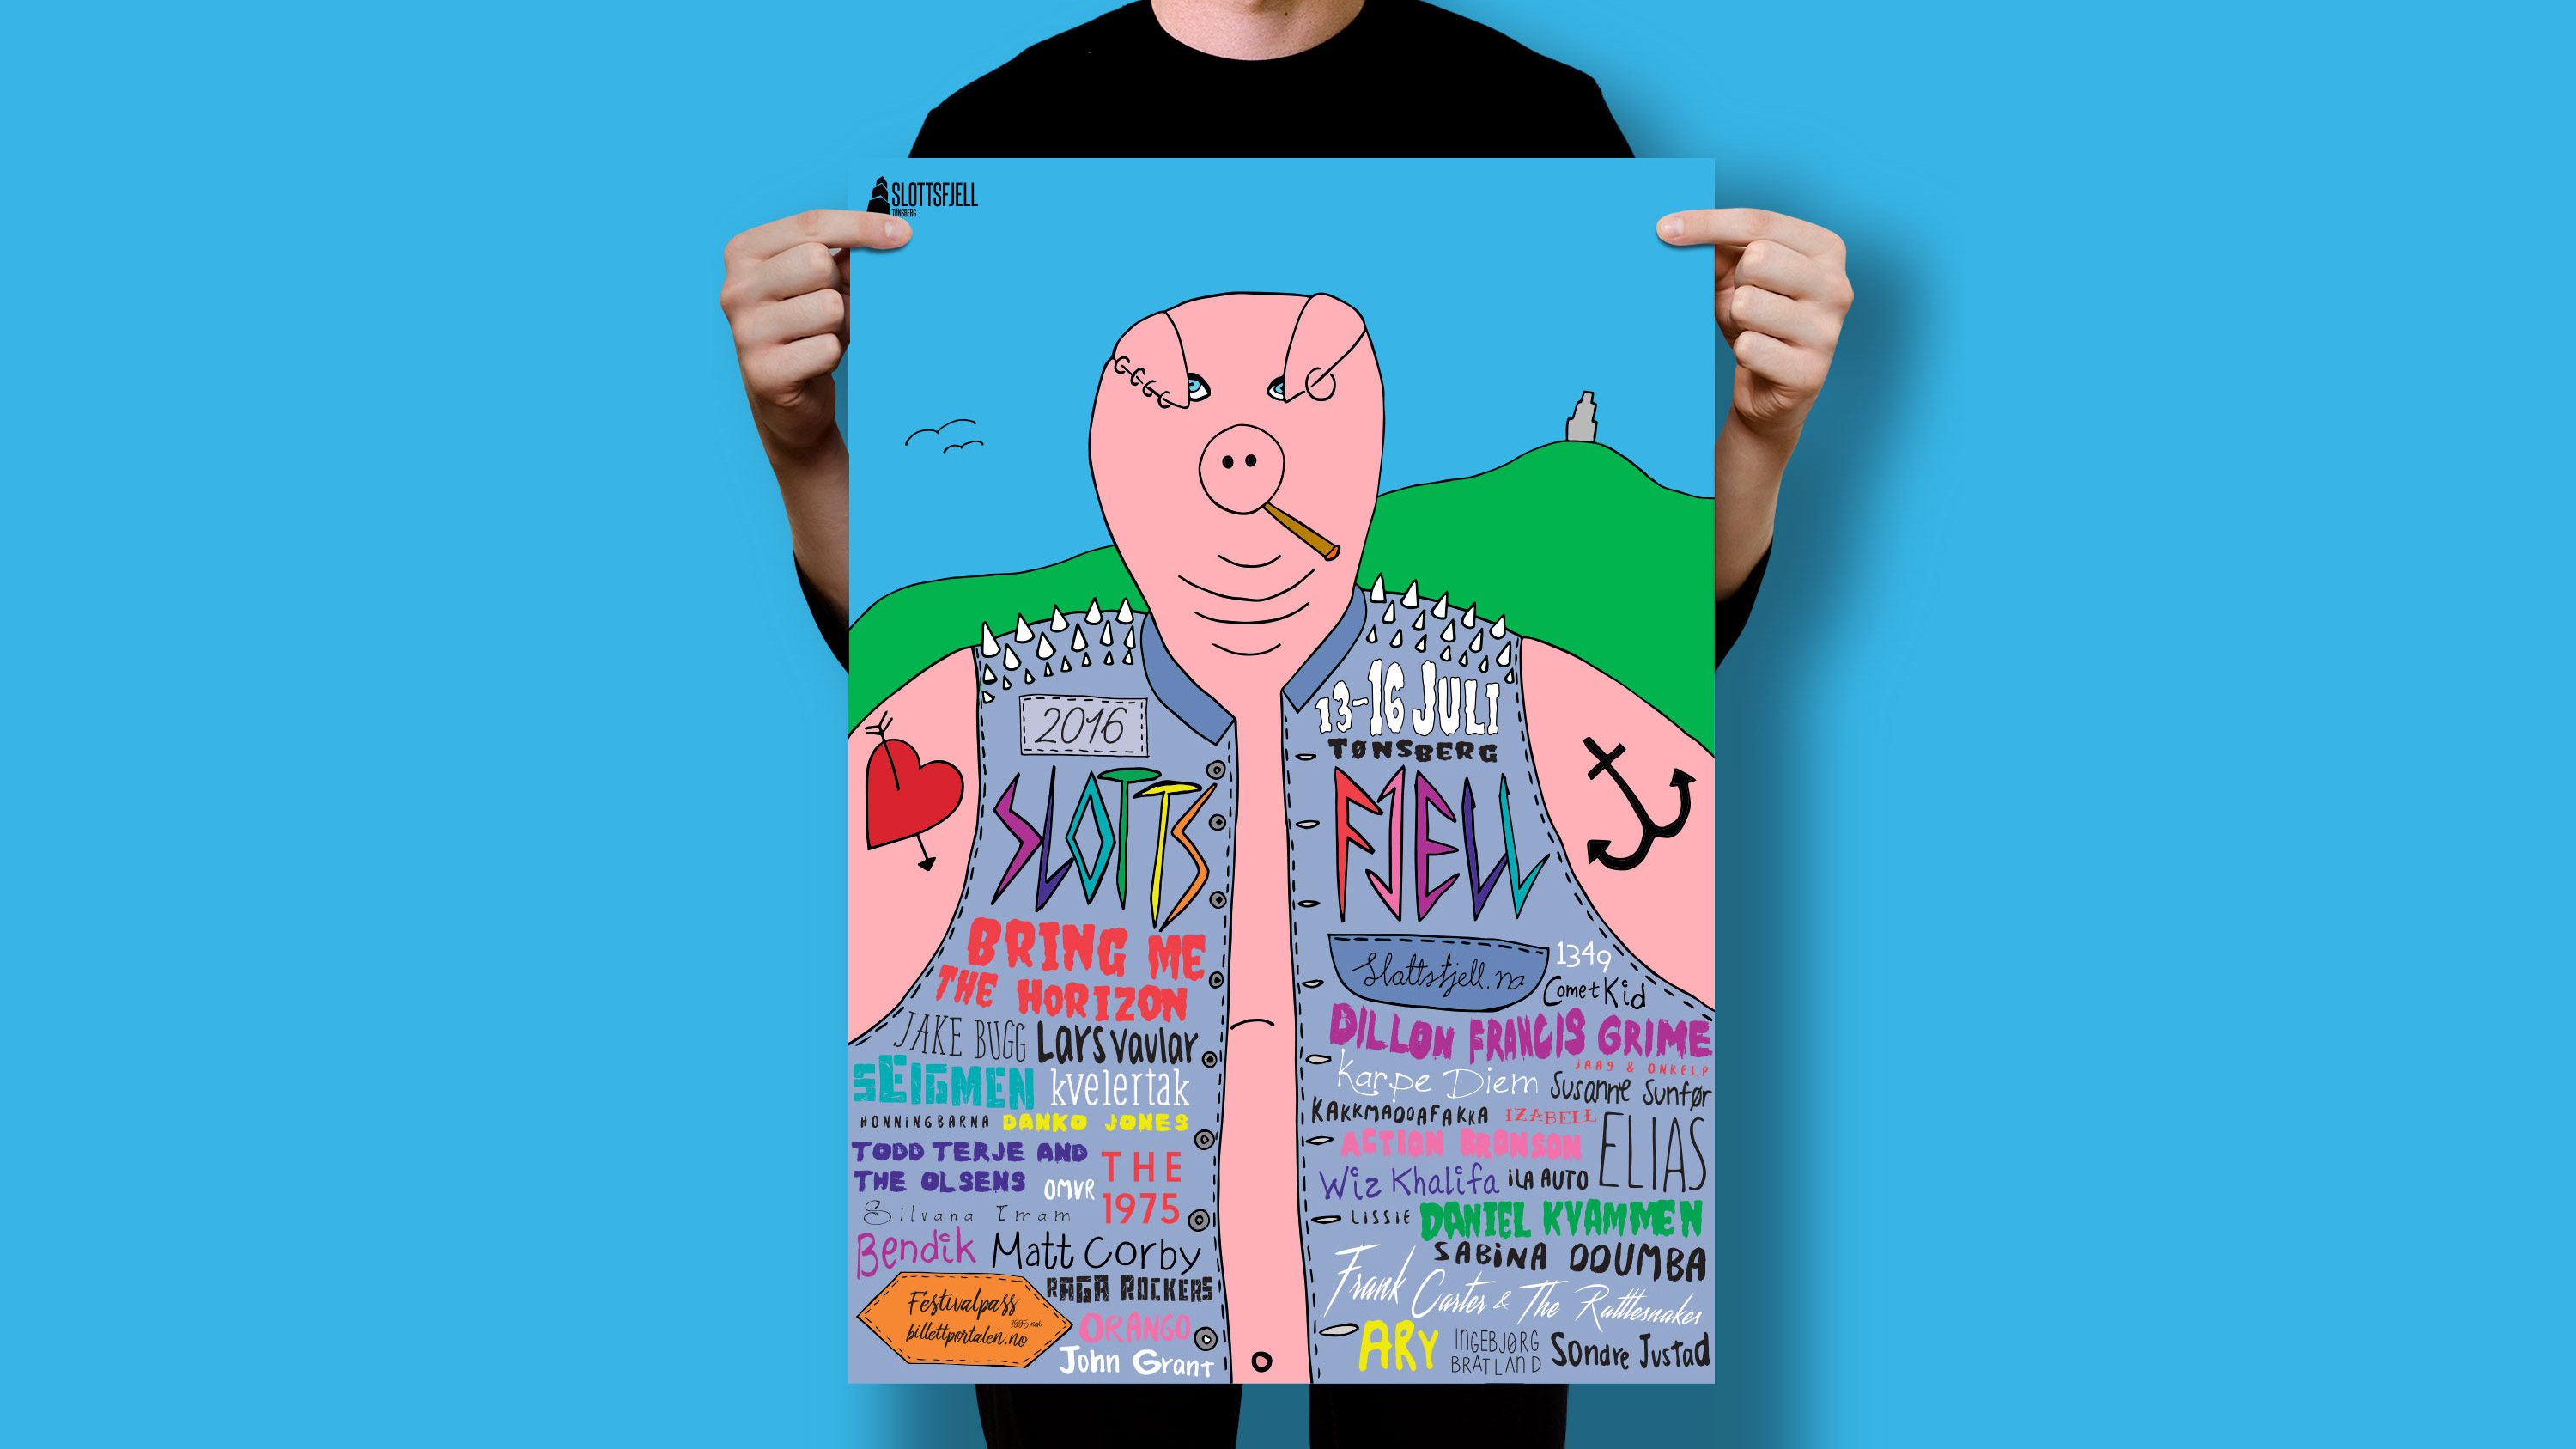 SLOTTSFJELL
TØNSBERG
2016
13-16 JULI
TØNSBERG
SLOTTS
FJELL
BRING ME
THE HORIZON
JAKE BUGG Lars Vaular
SEIGMEN kvelertak
HONNINGBARNA DANKO JONES
TODD TERJE AND
THE OLSENS
OMVR
THE
1975
Silvana Imam
Bendik Matt Corby
RAGA ROCKERS
Festivalpass
1995 nok
billettportalen.no
ORANGO
John Grant
Slottsfjell.no
1349
Comet Kid
DILLON FRANCIS GRIME
JAA9 & ONKELP
Karpe Diem Susanne Sunfør
KAKKMADDAFAKKA IZABELL
ACTION BRONSON ELIAS
Wiz Khalifa iLA AUTO
LISSIE DANIEL KVAMMEN
SABINA DDUMBA
Frank Carter & The Rattlesnakes
ARY INGEBJØRG
BRATLAND
Sondre Justad